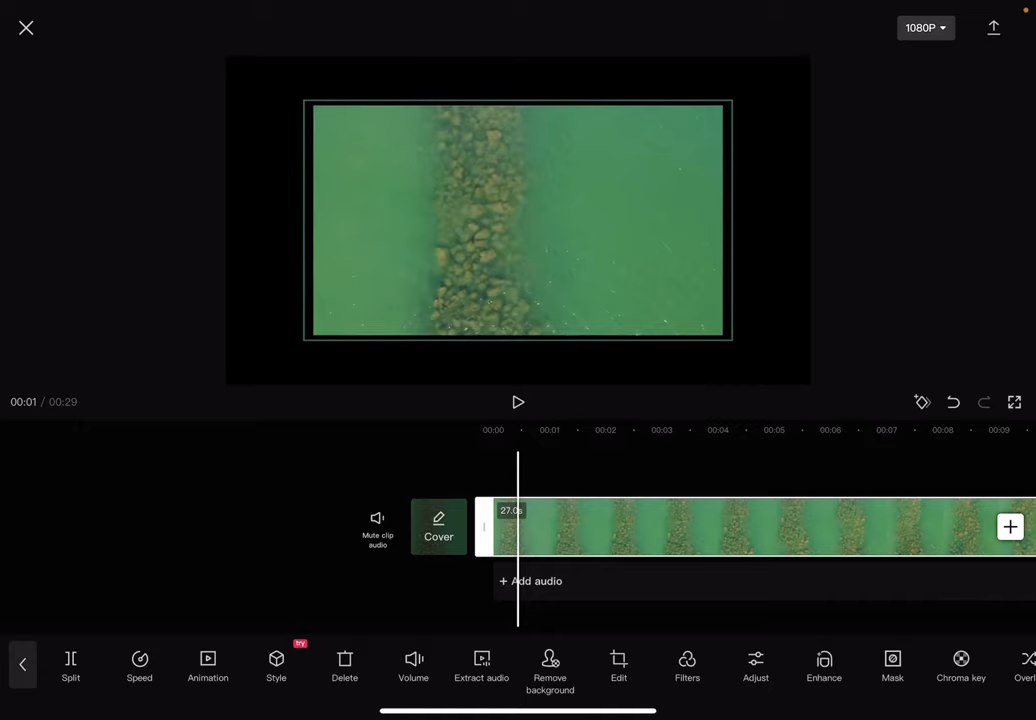 1080P
00:01 / 00:29
00:00 00:01 00:02 00:03 00:04 00:05 00:06 00:07 00:08 00:09
Mute clip
audio
Cover
27.0s
+ Add audio
try
Split Speed Animation Style Delete Volume Extract audio Remove
background Edit Filters Adjust Enhance Mask Chroma key Overl